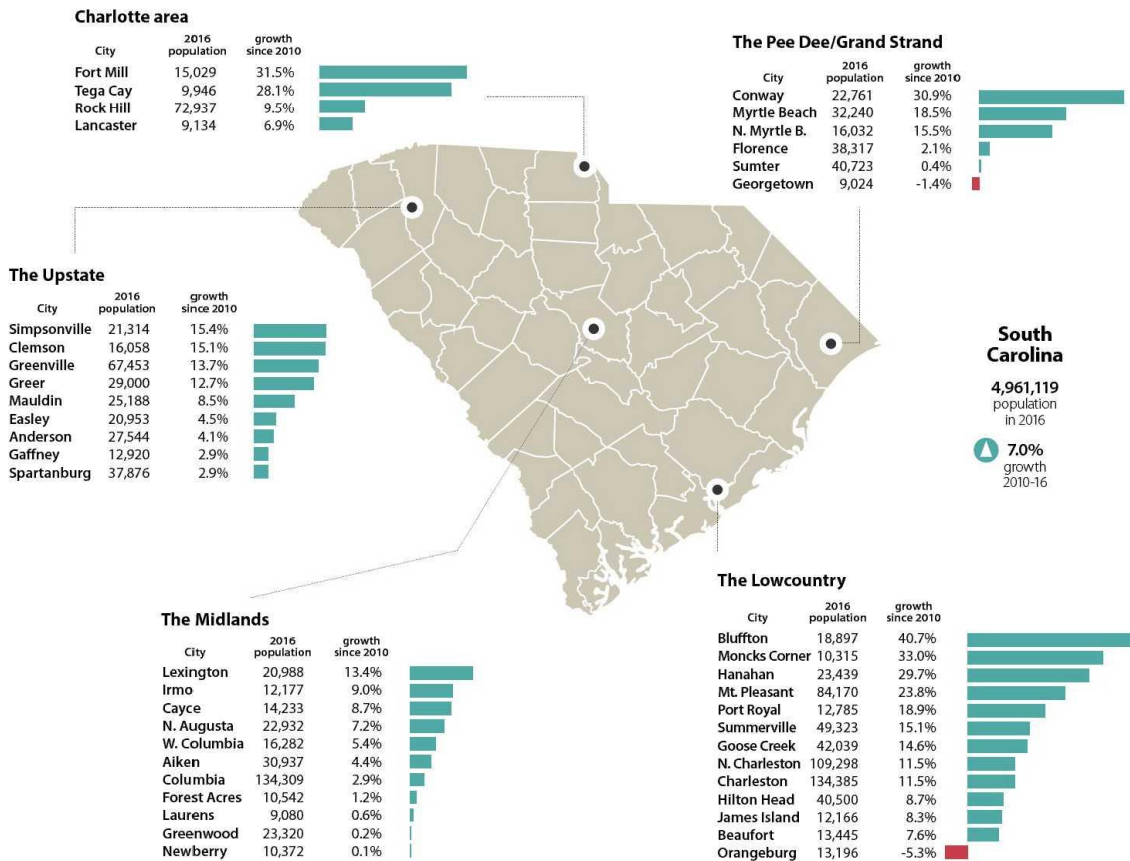 Charlotte area
City 2016 population growth since 2010
Fort Mill 15,029 31.5%
Tega Cay 9,946 28.1%
Rock Hill 72,937 9.5%
Lancaster 9,134 6.9%
The Pee Dee/Grand Strand
City 2016 population growth since 2010
Conway 22,761 30.9%
Myrtle Beach 32,240 18.5%
N. Myrtle B. 16,032 15.5%
Florence 38,317 2.1%
Sumter 40,723 0.4%
Georgetown 9,024 -1.4%
The Upstate
City 2016 population growth since 2010
Simpsonville 21,314 15.4%
Clemson 16,058 15.1%
Greenville 67,453 13.7%
Greer 29,000 12.7%
Mauldin 25,188 8.5%
Easley 20,953 4.5%
Anderson 27,544 4.1%
Gaffney 12,920 2.9%
Spartanburg 37,876 2.9%
South
Carolina
4,961,119
population
in 2016
7.0%
growth
2010-16
The Midlands
City 2016 population growth since 2010
Lexington 20,988 13.4%
Irmo 12,177 9.0%
Cayce 14,233 8.7%
N. Augusta 22,932 7.2%
W. Columbia 16,282 5.4%
Aiken 30,937 4.4%
Columbia 134,309 2.9%
Forest Acres 10,542 1.2%
Laurens 9,080 0.6%
Greenwood 23,320 0.2%
Newberry 10,372 0.1%
The Lowcountry
City 2016 population growth since 2010
Bluffton 18,897 40.7%
Moncks Corner 10,315 33.0%
Hanahan 23,439 29.7%
Mt. Pleasant 84,170 23.8%
Port Royal 12,785 18.9%
Summerville 49,323 15.1%
Goose Creek 42,039 14.6%
N. Charleston 109,298 11.5%
Charleston 134,385 11.5%
Hilton Head 40,500 8.7%
James Island 12,166 8.3%
Beaufort 13,445 7.6%
Orangeburg 13,196 -5.3%